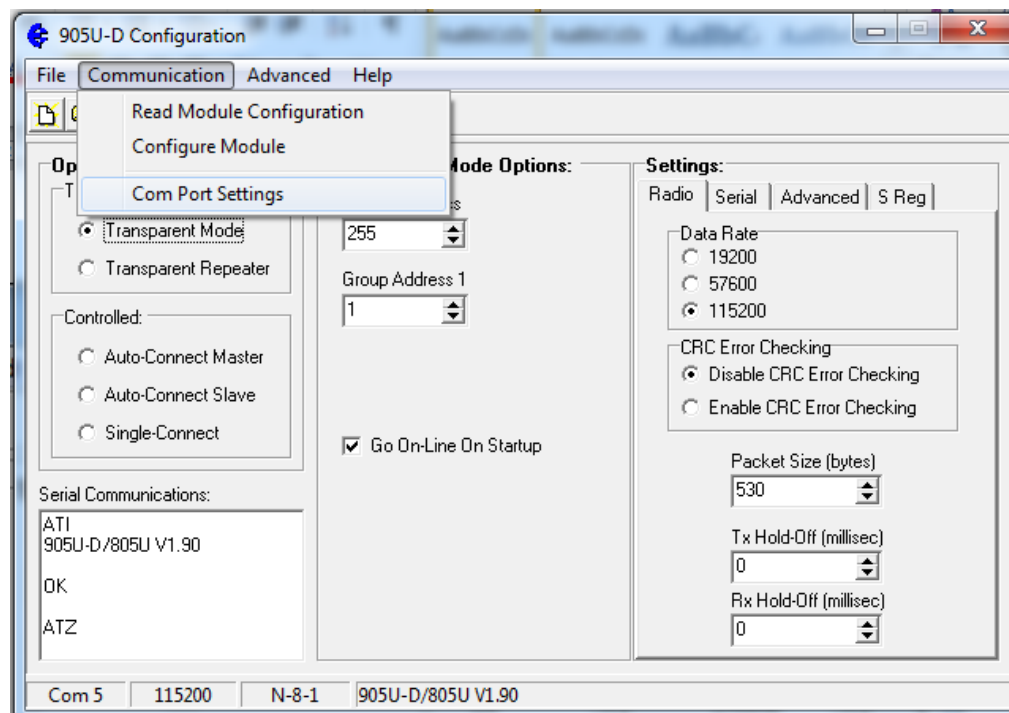 905U-D Configuration
File Communication Advanced Help
Read Module Configuration
Configure Module
Com Port Settings
Op
T
Transparent Mode
Transparent Repeater
Controlled:
Auto-Connect Master
Auto-Connect Slave
Single-Connect
Serial Communications:
ATI
905U-D/805U V1.90
OK
ATZ
Mode Options:
ss
255
Group Address 1
1
Go On-Line On Startup
Settings:
Radio Serial Advanced S Reg
Data Rate
19200
57600
115200
CRC Error Checking
Disable CRC Error Checking
Enable CRC Error Checking
Packet Size (bytes)
530
Tx Hold-Off (millisec)
0
Rx Hold-Off (millisec)
0
Com 5 115200 N-8-1 905U-D/805U V1.90